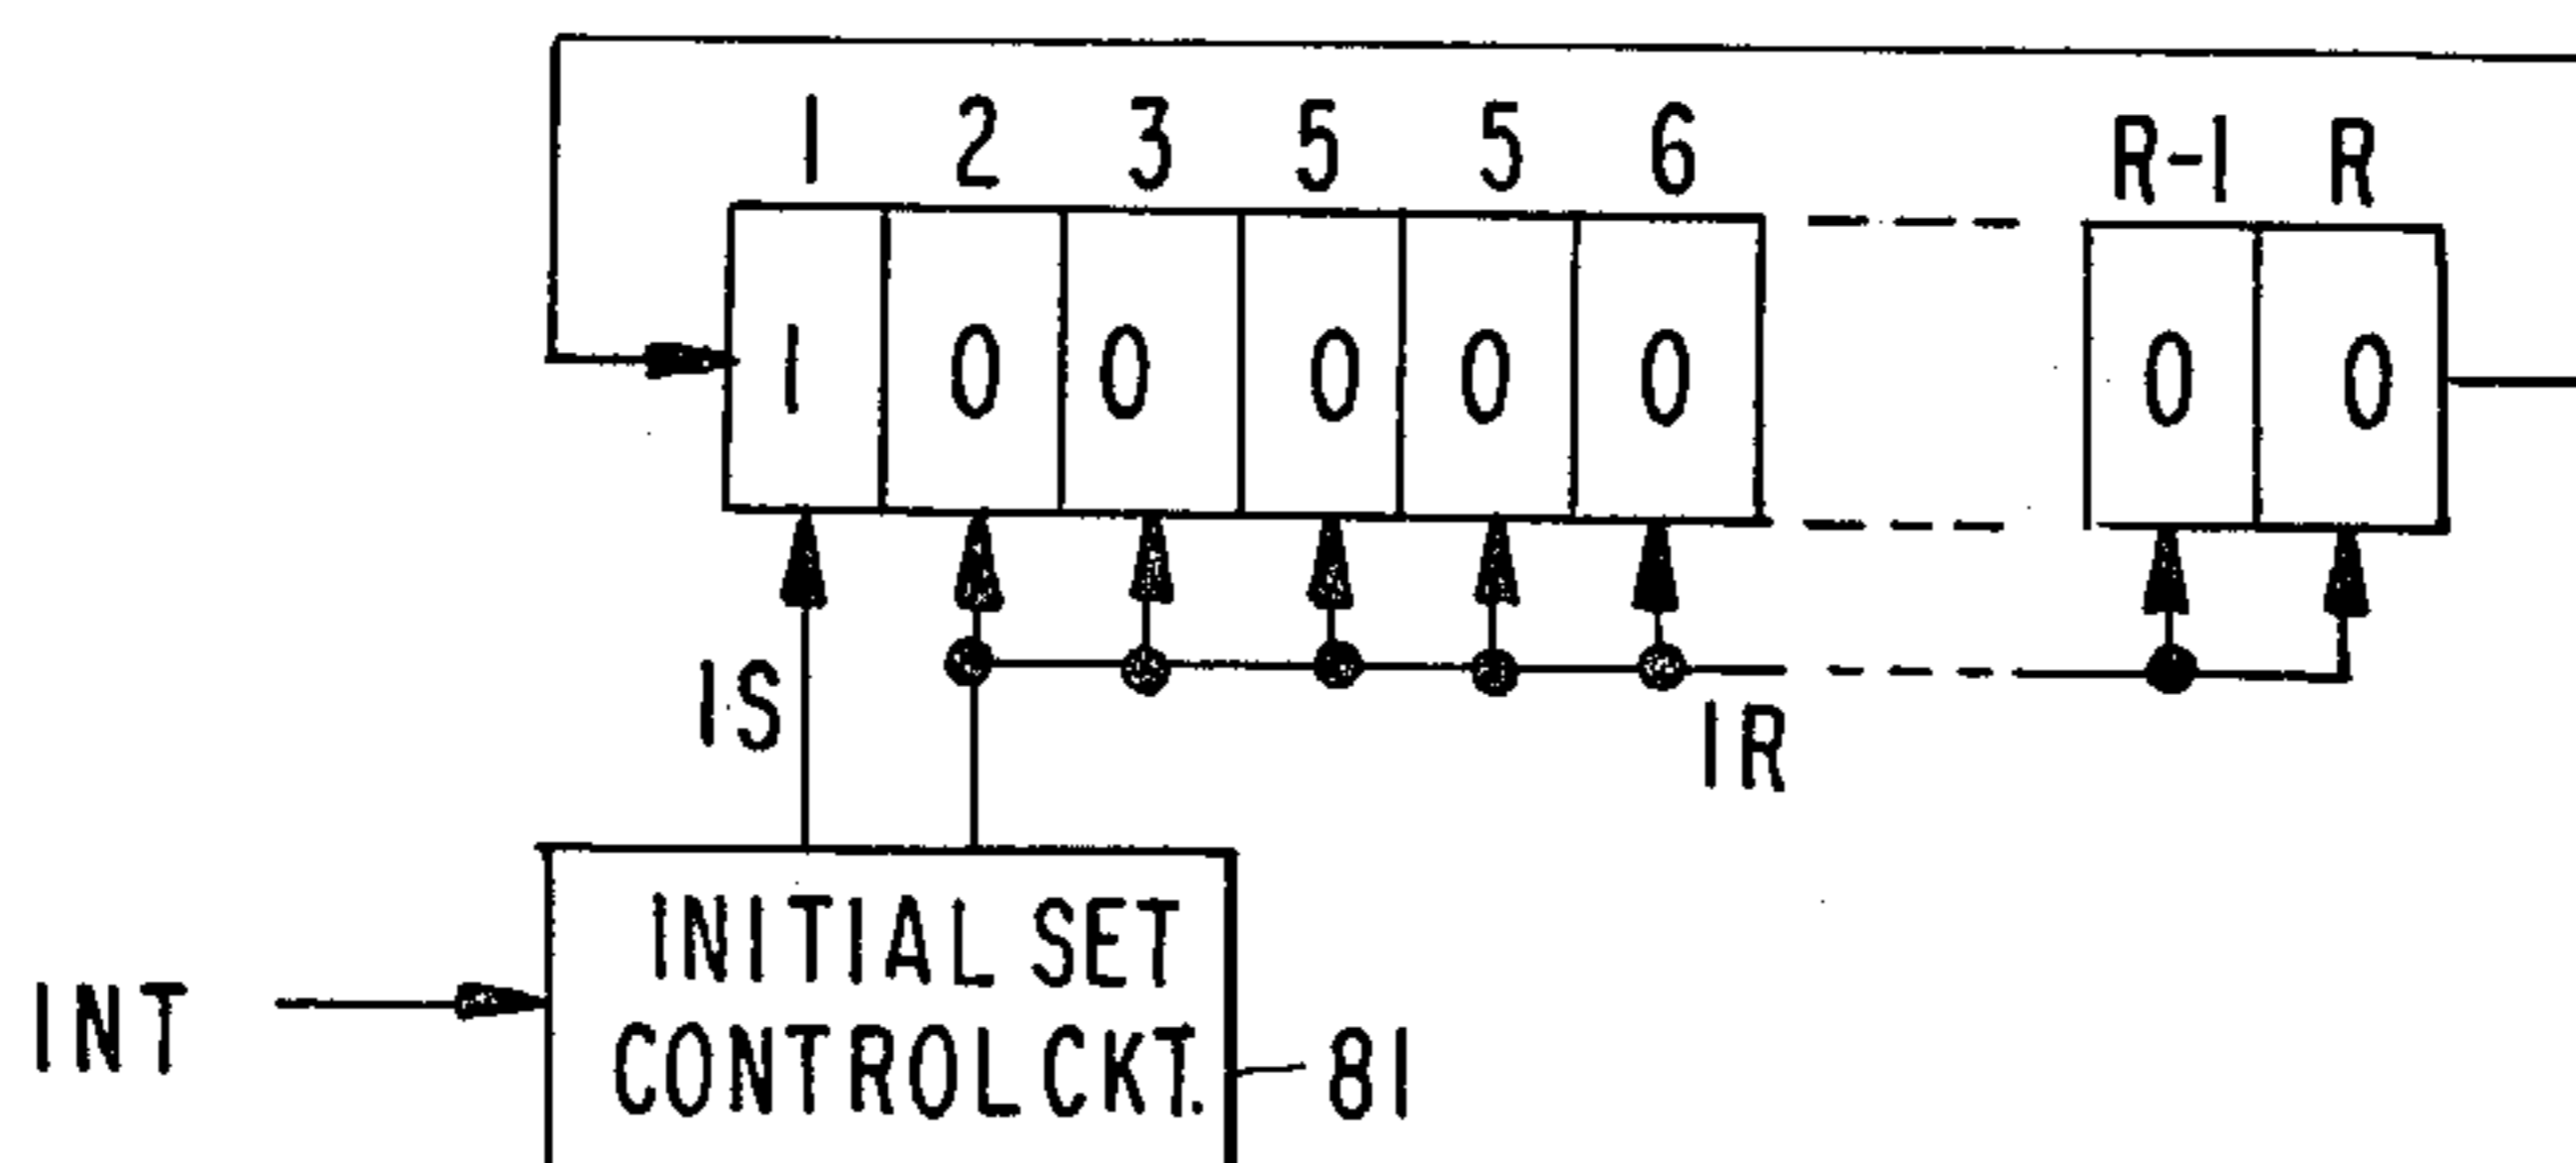 1 2 3 5 5 6 R-1 R
1 0 0 0 0 0 0 0
IS
IR
INITIAL SET
INT
CONTROL CKT.
81